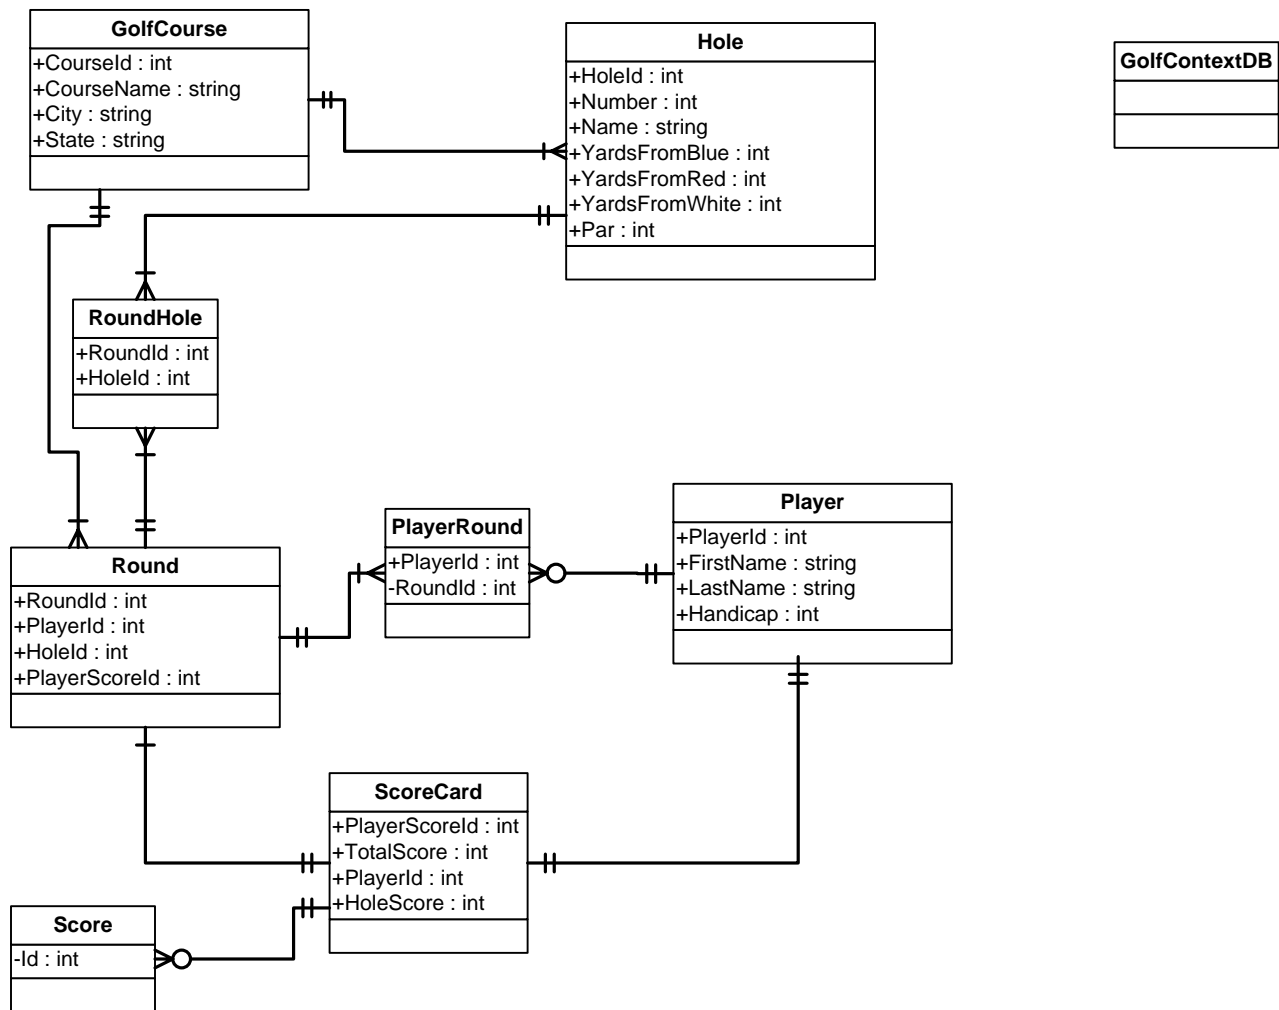 GolfCourse
+CourseId : int
+CourseName : string
+City : string
+State : string
Hole
+HoleId : int
+Number : int
+Name : string
+YardsFromBlue : int
+YardsFromRed : int
+YardsFromWhite : int
+Par : int
GolfContextDB
RoundHole
+RoundId : int
+HoleId : int
Round
+RoundId : int
+PlayerId : int
+HoleId : int
+PlayerScoreId : int
PlayerRound
+PlayerId : int
-RoundId : int
Player
+PlayerId : int
+FirstName : string
+LastName : string
+Handicap : int
ScoreCard
+PlayerScoreId : int
+TotalScore : int
+PlayerId : int
+HoleScore : int
Score
-Id : int